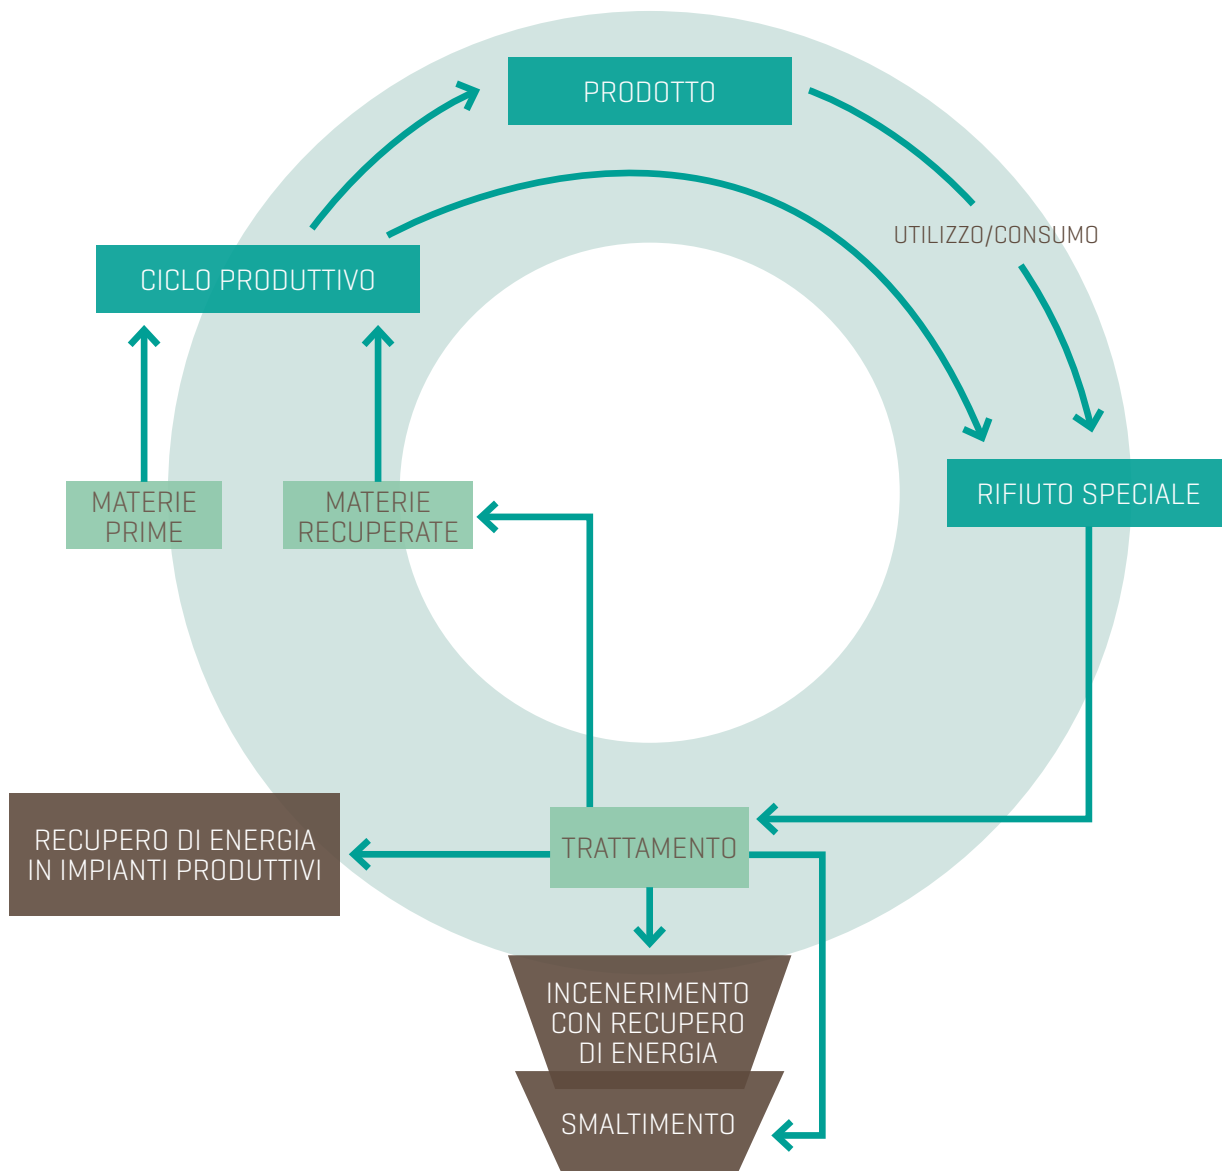 PRODOTTO
UTILIZZO/CONSUMO
CICLO PRODUTTIVO
MATERIE
PRIME
MATERIE
RECUPERATE
RIFIUTO SPECIALE
RECUPERO DI ENERGIA
IN IMPIANTI PRODUTTIVI
TRATTAMENTO
INCENERIMENTO
CON RECUPERO
DI ENERGIA
SMALTIMENTO